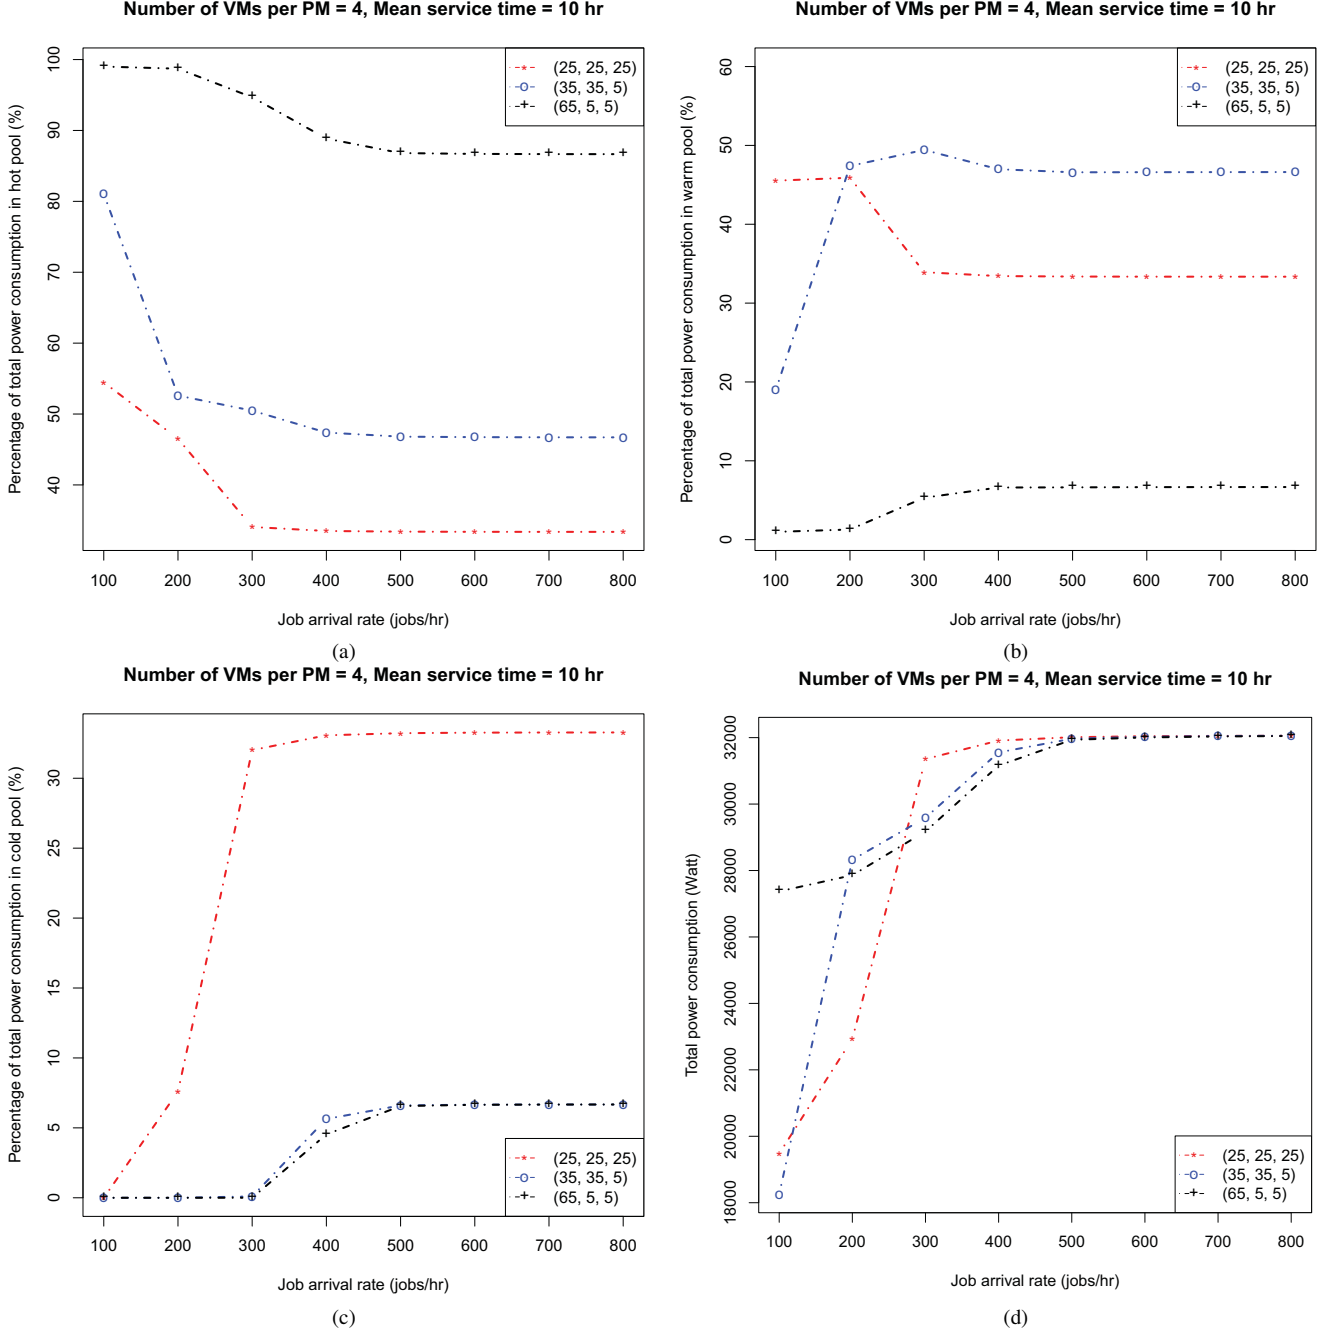 Number of VMs per PM = 4, Mean service time = 10 hr
Percentage of total power consumption in hot pool (%)
100
90
80
70
60
50
40
(25, 25, 25)
(35, 35, 5)
(65, 5, 5)
100 200 300 400 500 600 700 800
Job arrival rate (jobs/hr)
(a)
Number of VMs per PM = 4, Mean service time = 10 hr
Percentage of total power consumption in warm pool (%)
60
50
40
30
20
10
0
(25, 25, 25)
(35, 35, 5)
(65, 5, 5)
100 200 300 400 500 600 700 800
Job arrival rate (jobs/hr)
(b)
Number of VMs per PM = 4, Mean service time = 10 hr
Percentage of total power consumption in cold pool (%)
30
25
20
15
10
5
0
(25, 25, 25)
(35, 35, 5)
(65, 5, 5)
100 200 300 400 500 600 700 800
Job arrival rate (jobs/hr)
(c)
Number of VMs per PM = 4, Mean service time = 10 hr
Total power consumption (Watt)
32000
30000
28000
26000
24000
22000
20000
18000
(25, 25, 25)
(35, 35, 5)
(65, 5, 5)
100 200 300 400 500 600 700 800
Job arrival rate (jobs/hr)
(d)